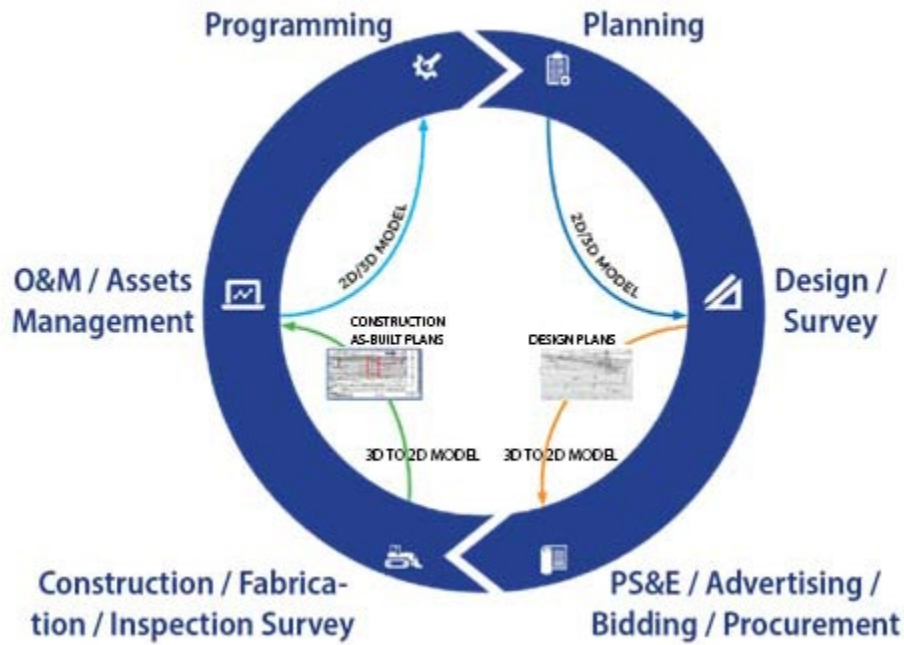 Programming
Planning
2D/3D MODEL
2D/3D MODEL
O&M / Assets
Management
Design /
Survey
CONSTRUCTION
AS-BUILT PLANS
DESIGN PLANS
3D TO 2D MODEL
3D TO 2D MODEL
Construction / Fabrica-
tion / Inspection Survey
PS&E / Advertising /
Bidding / Procurement